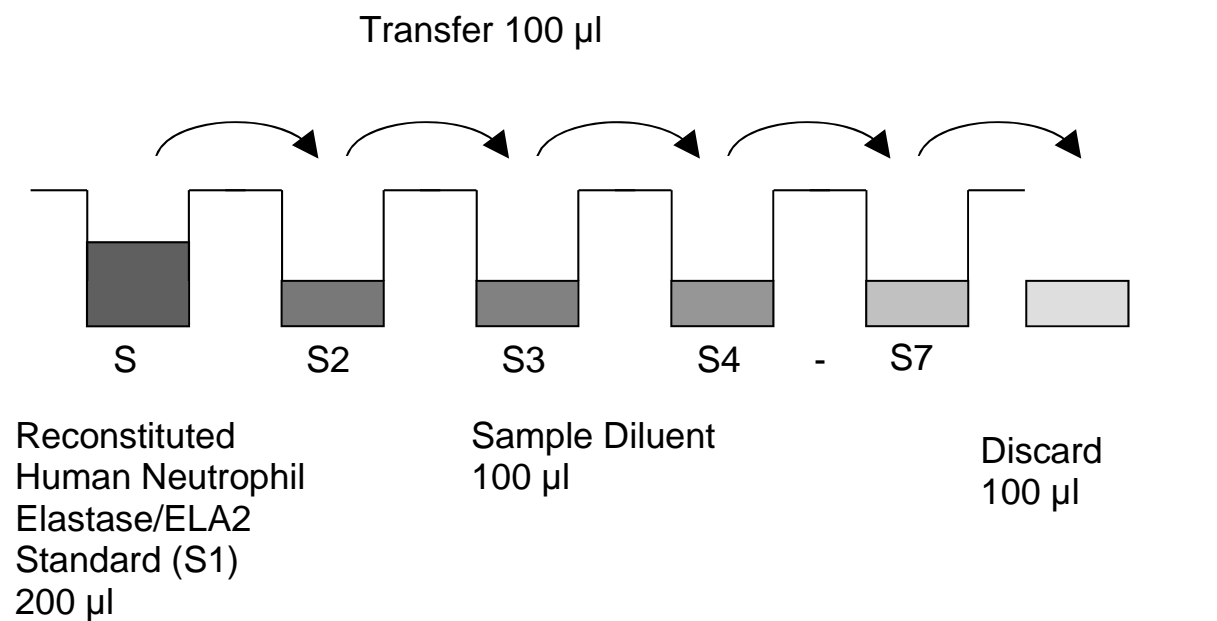 Transfer 100 µl
S S2 S3 S4 - S7
Reconstituted
Human Neutrophil
Elastase/ELA2
Standard (S1)
200 µl
Sample Diluent
100 µl
Discard
100 µl